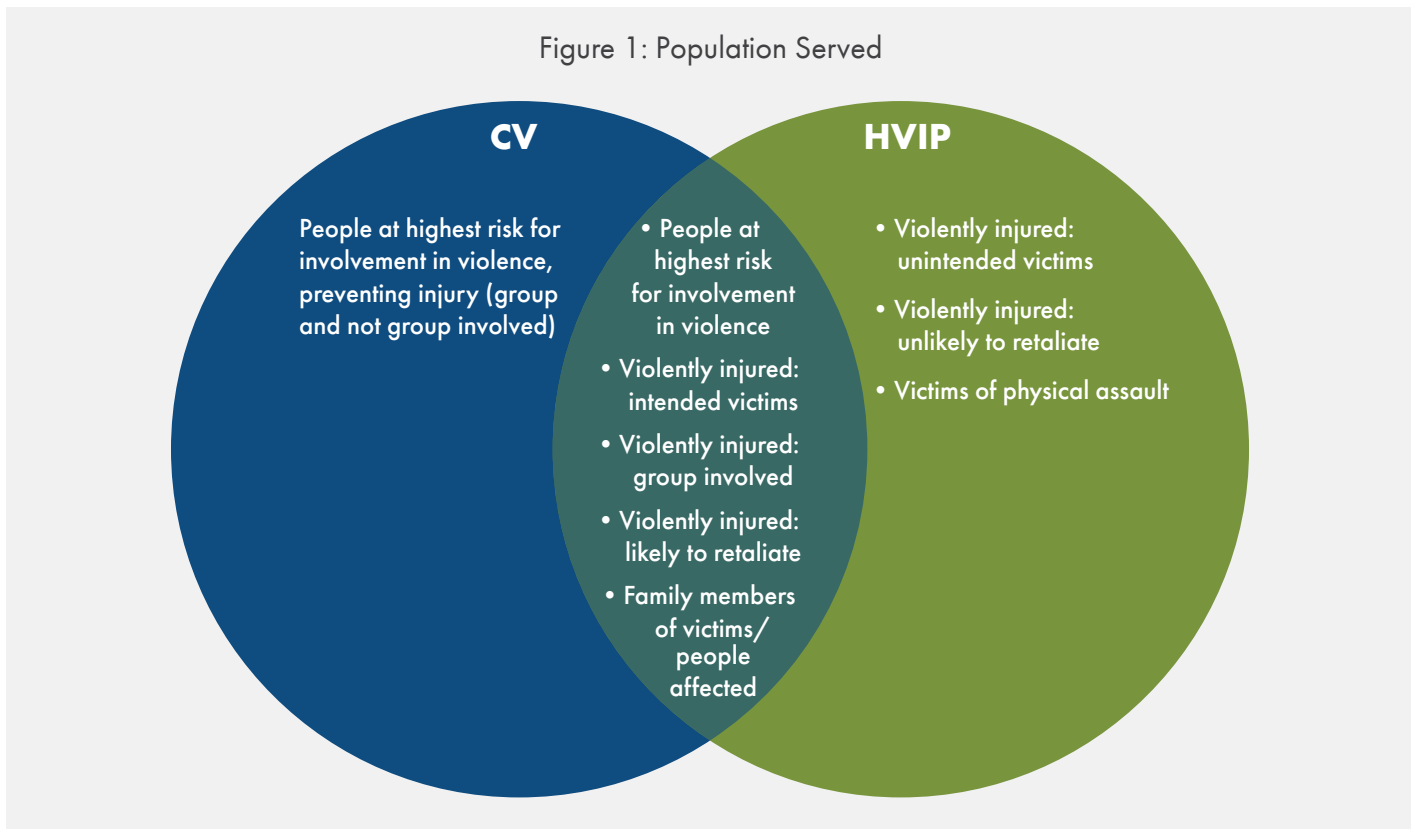 Figure 1: Population Served
CV
People at highest risk for
involvement in violence,
preventing injury (group
and not group involved)
• People at
highest risk
for involvement
in violence
• Violently injured:
intended victims
• Violently injured:
group involved
• Violently injured:
likely to retaliate
• Family members
of victims/
people
affected
HVIP
• Violently injured:
unintended victims
• Violently injured:
unlikely to retaliate
• Victims of physical assault